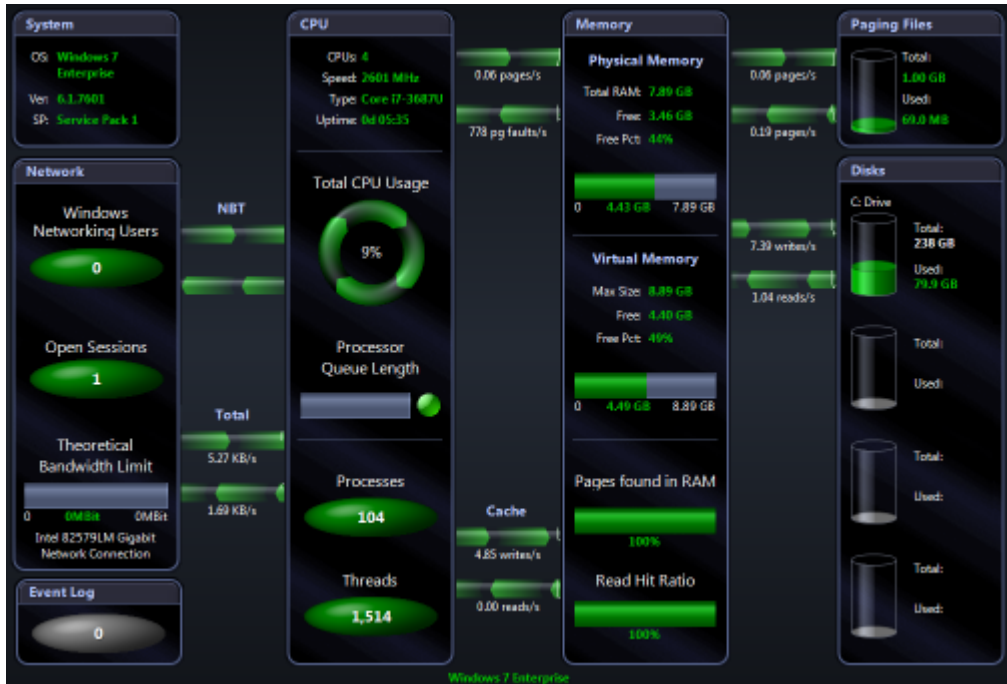 System
OS: Windows 7
Enterprise
Ver: 6.1.7601
SP: Service Pack 1
Network
Windows
Networking Users
0
Open Sessions
1
Theoretical
Bandwidth Limit
0 0MBit 0MBit
Intel 82579LM Gigabit
Network Connection
Event Log
0
NBT
Total
5.27 KB/s
1.69 KB/s
CPU
CPUs: 4
Speed: 2601 MHz
Type: Core i7-3687U
Uptime: 0d 05:35
Total CPU Usage
9%
Processor
Queue Length
Processes
104
Threads
1,514
0.06 pages/s
778 pg faults/s
Cache
4.85 writes/s
0.00 reads/s
Memory
Physical Memory
Total RAM: 7.89 GB
Free: 3.46 GB
Free Pct: 44%
0 4.43 GB 7.89 GB
Virtual Memory
Max Size: 8.89 GB
Free: 4.40 GB
Free Pct: 49%
0 4.49 GB 8.89 GB
Pages found in RAM
100%
Read Hit Ratio
100%
0.06 pages/s
0.19 pages/s
7.39 writes/s
1.04 reads/s
Paging Files
Total:
1.00 GB
Used:
69.0 MB
Disks
C: Drive
Total:
238 GB
Used:
79.9 GB
Total:
Used:
Total:
Used:
Total:
Used:
Windows 7 Enterprise